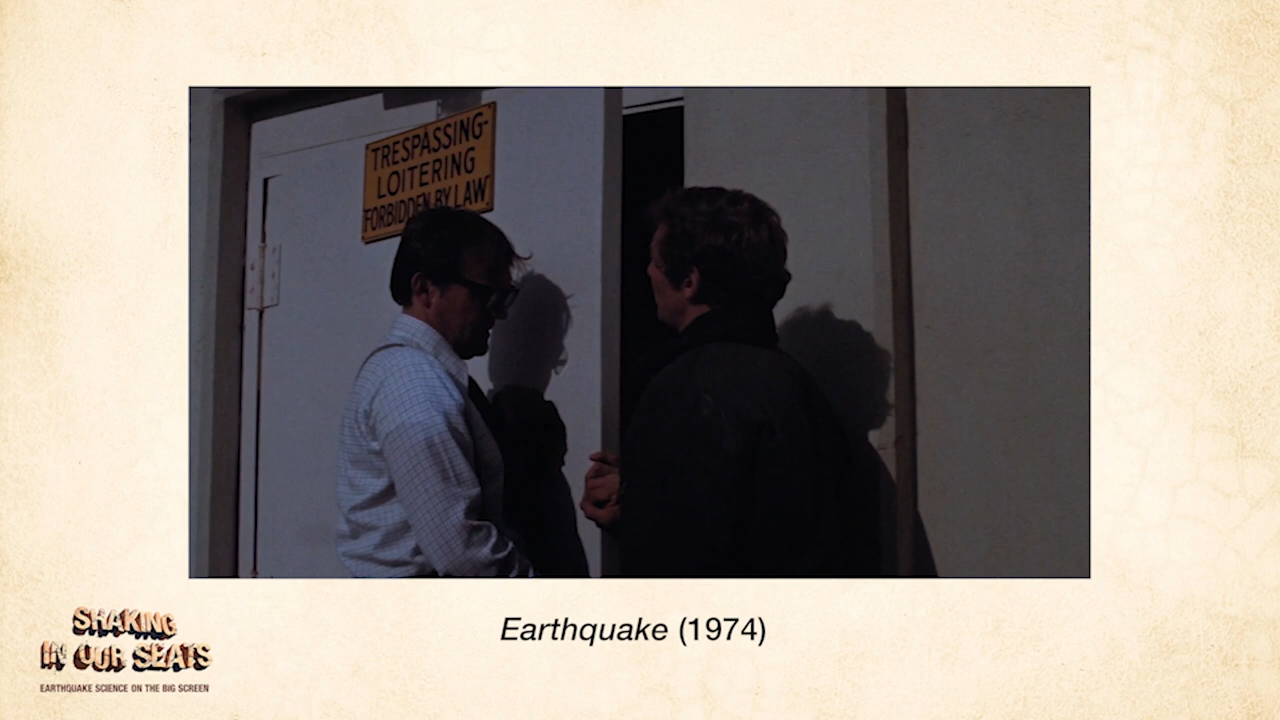 TRESPASSING-
LOITERING
FORBIDDEN BY LAW
Earthquake (1974)
SHAKING
IN OUR SEATS
EARTHQUAKE SCIENCE ON THE BIG SCREEN